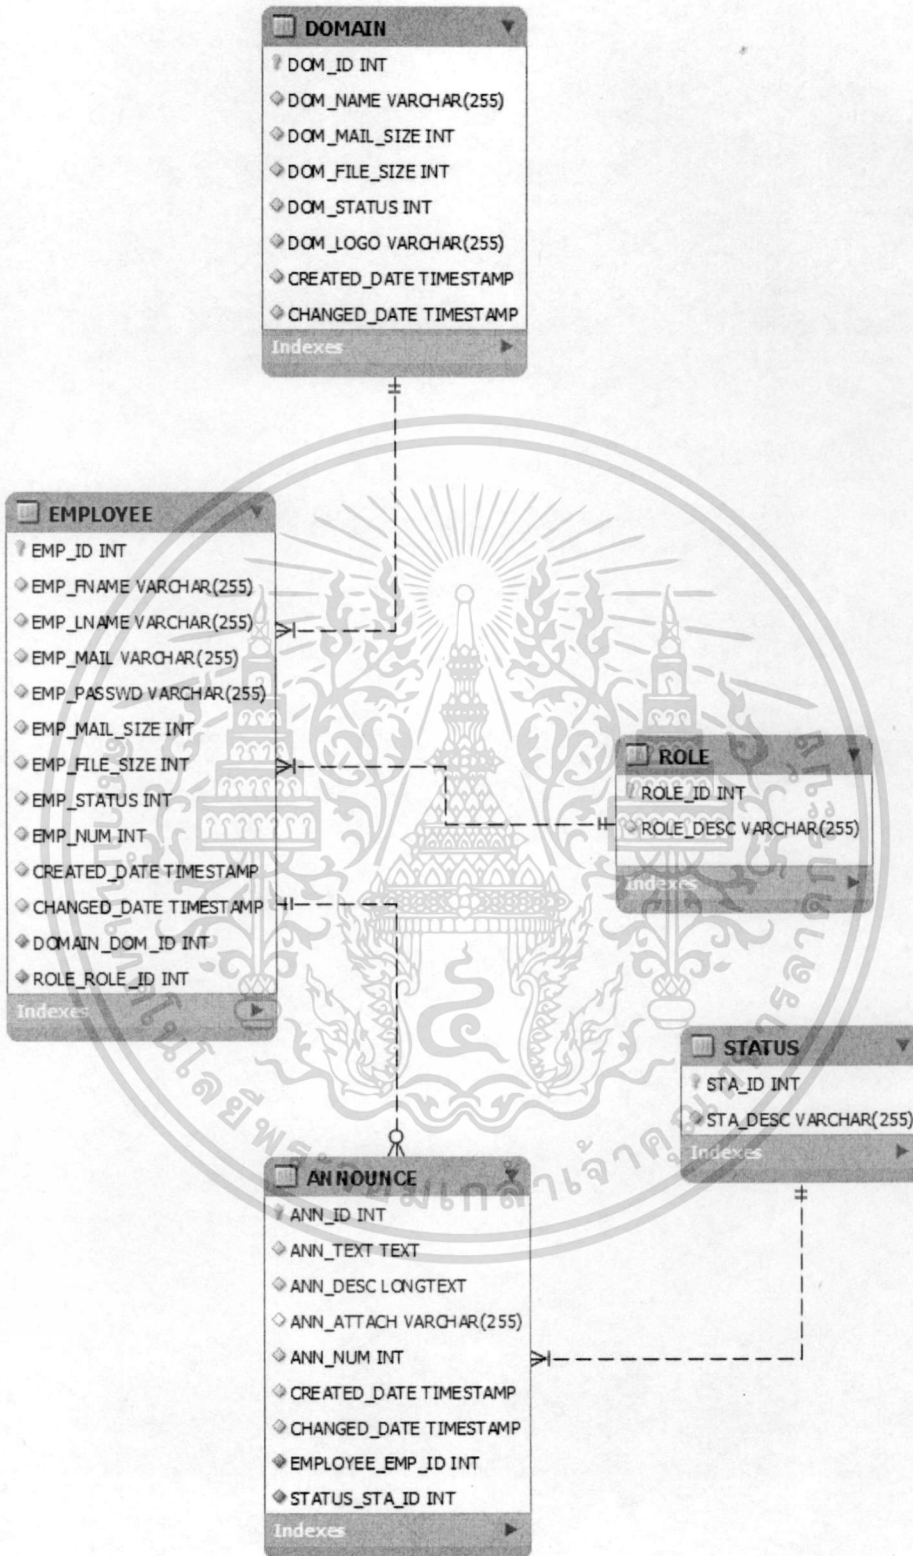 DOMAIN
DOM_ID INT
DOM_NAME VARCHAR(255)
DOM_MAIL_SIZE INT
DOM_FILE_SIZE INT
DOM_STATUS INT
DOM_LOGO VARCHAR(255)
CREATED_DATE TIMESTAMP
CHANGED_DATE TIMESTAMP
Indexes
EMPLOYEE
EMP_ID INT
EMP_FNAME VARCHAR(255)
EMP_LNAME VARCHAR(255)
EMP_MAIL VARCHAR(255)
EMP_PASSWD VARCHAR(255)
EMP_MAIL_SIZE INT
EMP_FILE_SIZE INT
EMP_STATUS INT
EMP_NUM INT
CREATED_DATE TIMESTAMP
CHANGED_DATE TIMESTAMP
DOMAIN_DOM_ID INT
ROLE_ROLE_ID INT
Indexes
ROLE
ROLE_ID INT
ROLE_DESC VARCHAR(255)
Indexes
STATUS
STA_ID INT
STA_DESC VARCHAR(255)
Indexes
ANNOUNCE
ANN_ID INT
ANN_TEXT TEXT
ANN_DESC LONGTEXT
ANN_ATTACH VARCHAR(255)
ANN_NUM INT
CREATED_DATE TIMESTAMP
CHANGED_DATE TIMESTAMP
EMPLOYEE_EMP_ID INT
STATUS_STA_ID INT
Indexes